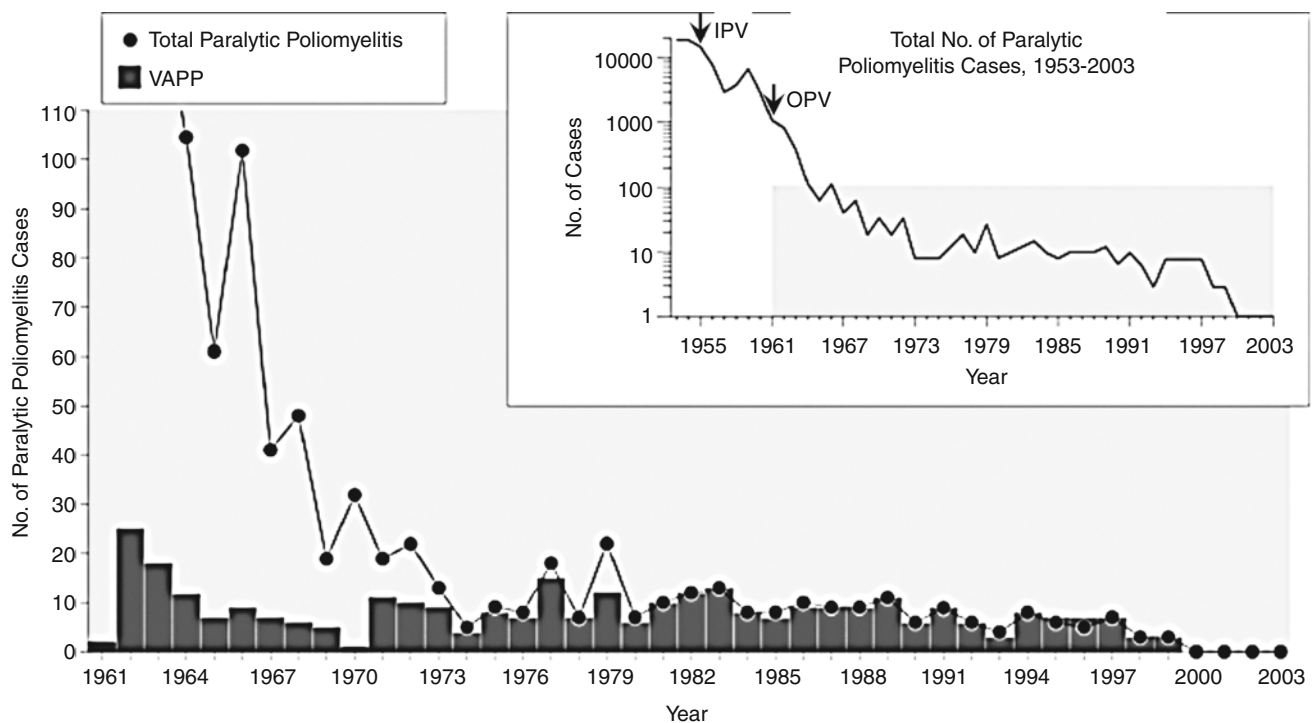 Total Paralytic Poliomyelitis
VAPP
IPV
OPV
Total No. of Paralytic
Poliomyelitis Cases, 1953-2003
10000
1000
100
10
1
No. of Cases
1955 1961 1967 1973 1979 1985 1991 1997 2003
Year
110
100
90
80
70
60
50
40
30
20
10
0
No. of Paralytic Poliomyelitis Cases
1961 1964 1967 1970 1973 1976 1979 1982 1985 1988 1991 1994 1997 2000 2003
Year